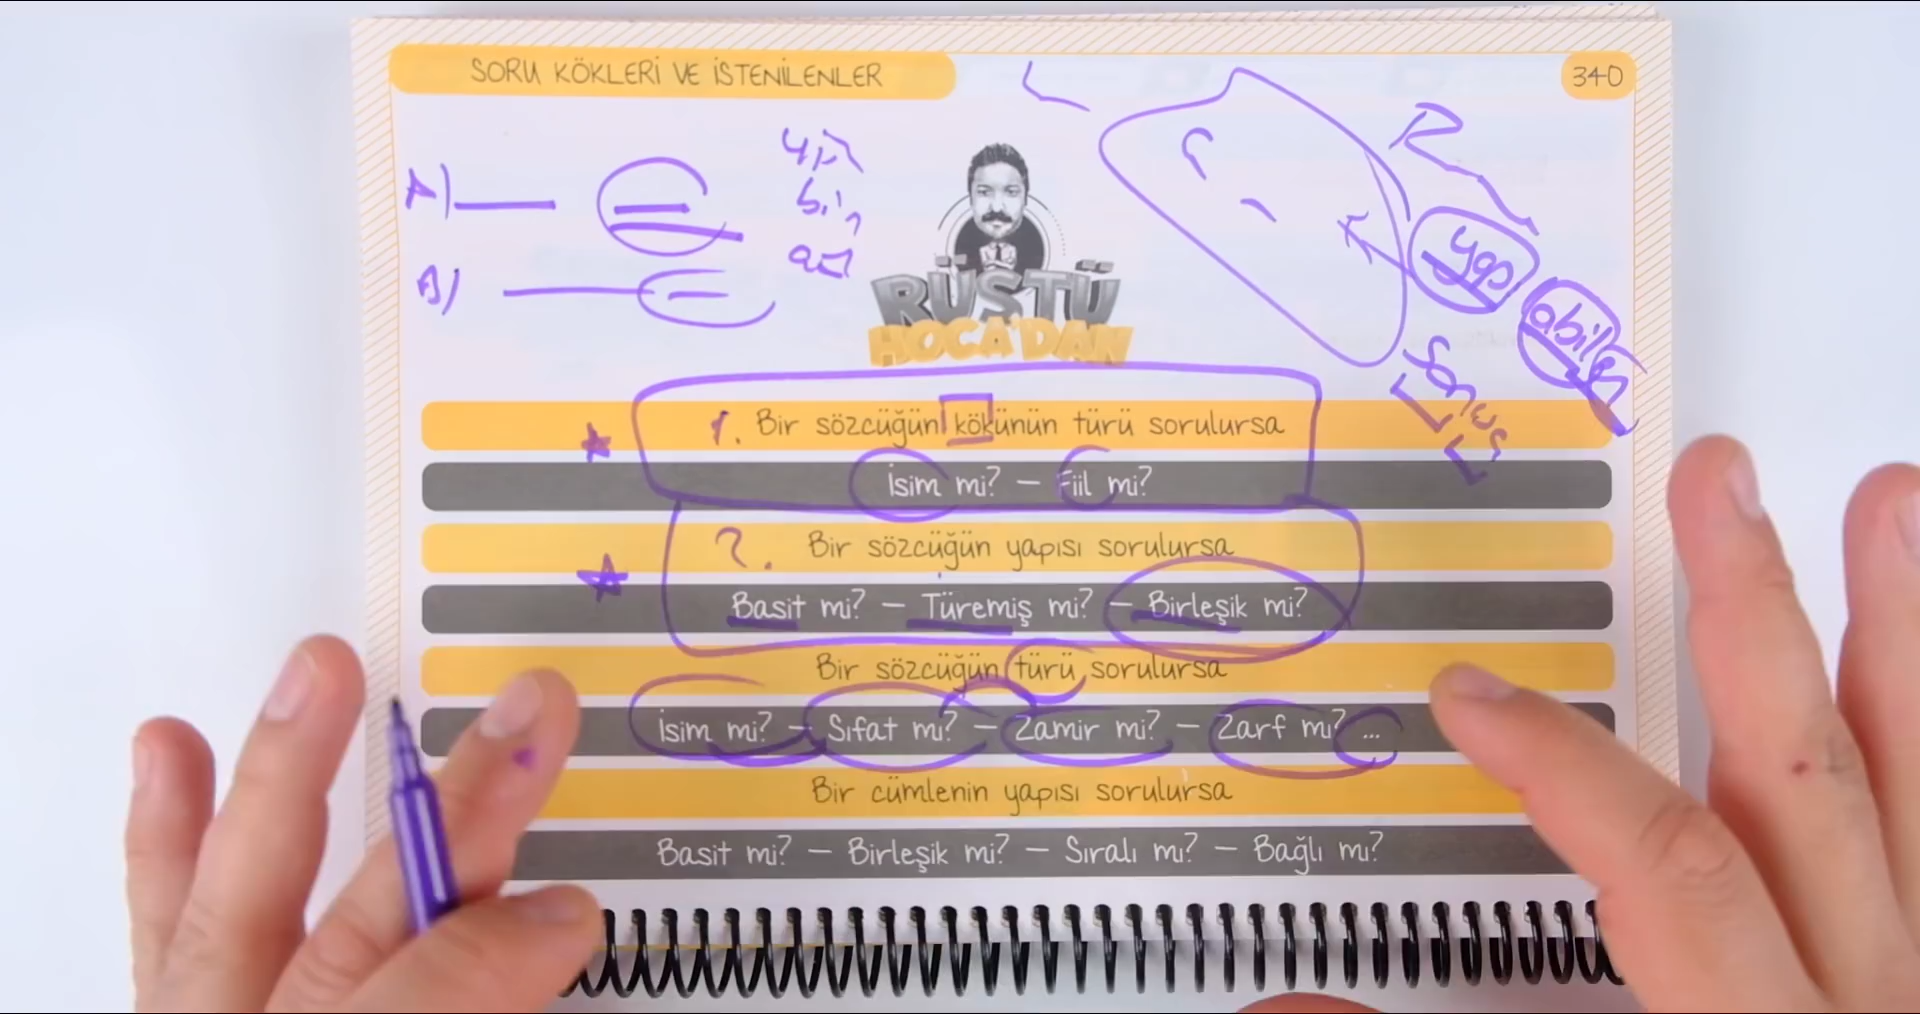 SORU KÖKLERİ VE İSTENİLENLER
340
A)
B)
yap
abilen
RÜŞTÜ
HOCA'DAN
1. Bir sözcüğün kökünün türü sorulursa
İsim mi? – Fiil mi?
2. Bir sözcüğün yapısı sorulursa
Basit mi? – Türemiş mi? – Birleşik mi?
Bir sözcüğün türü sorulursa
İsim mi? – Sıfat mı? – Zamir mi? – Zarf mı? ...
Bir cümlenin yapısı sorulursa
Basit mi? – Birleşik mi? – Sıralı mı? – Bağlı mı?